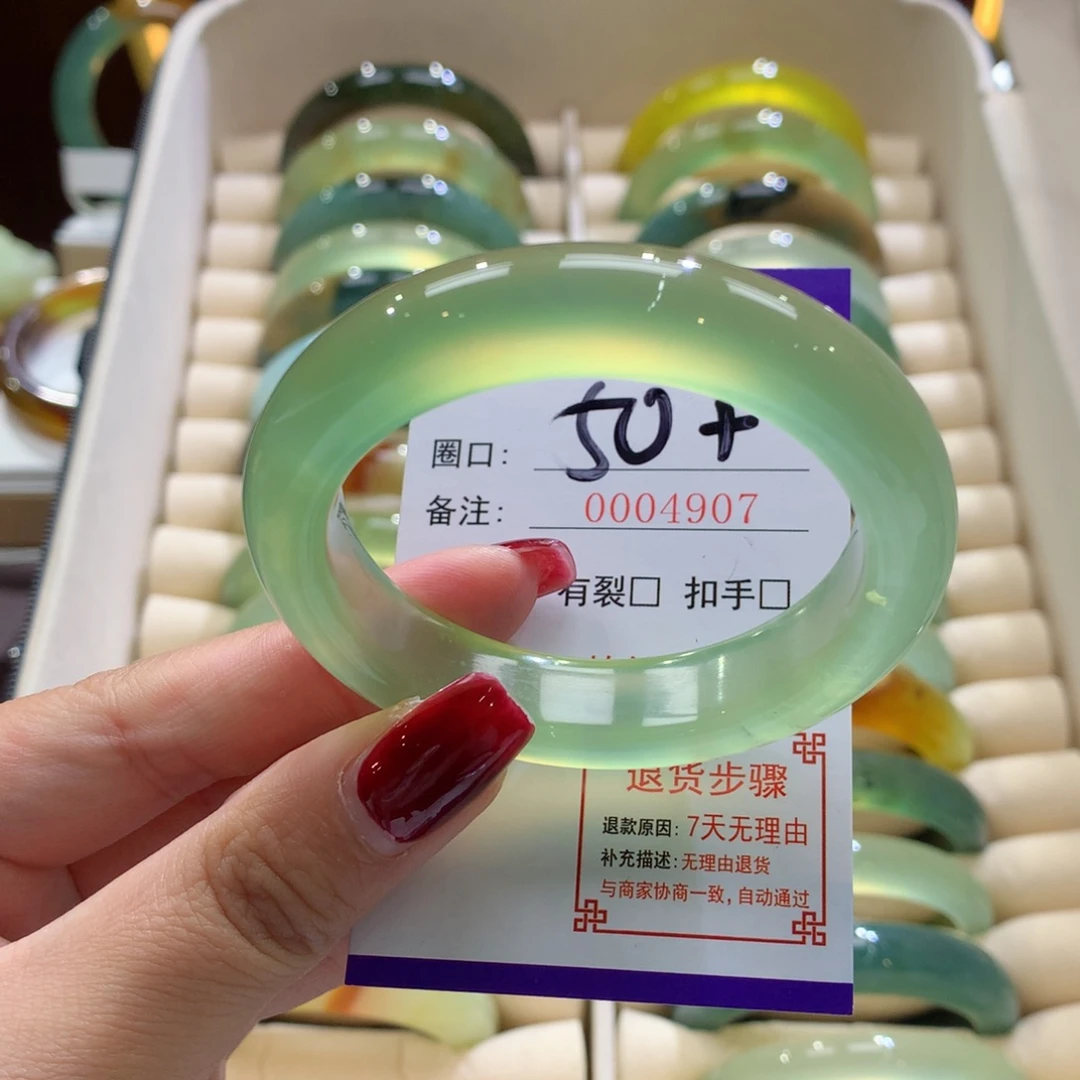 圈口: 50+
备注: 0004907
有裂□ 扣手□
退货步骤
退款原因: 7天无理由
补充描述: 无理由退货
与商家协商一致, 自动通过